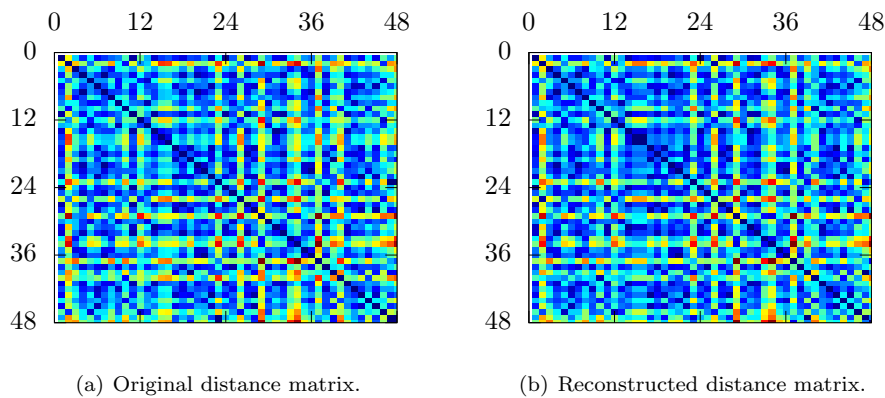 0 12 24 36 48 0 12 24 36 48
0 0
12 12
24 24
36 36
48 48
(a) Original distance matrix. (b) Reconstructed distance matrix.